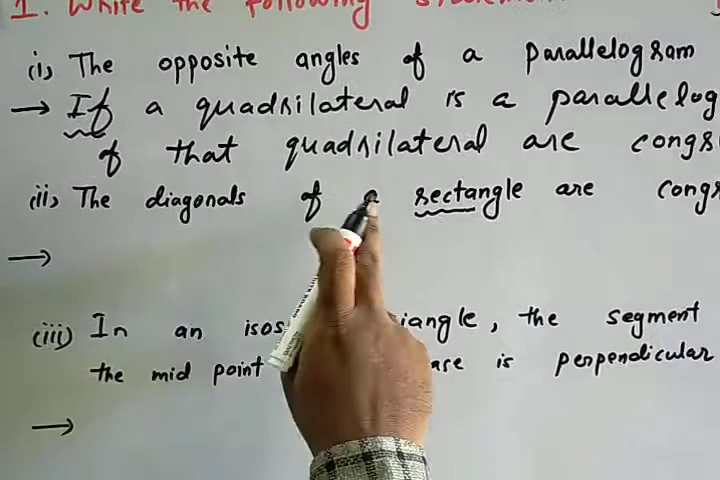 1. Write the following
(i) The opposite angles of a parallelogram
→ If a quadrilateral is a parallelog
of that quadrilateral are congr
(ii) The diagonals of a rectangle are congr
→
(iii) In an isos iangle, the segment
the mid point ase is perpendicular
→